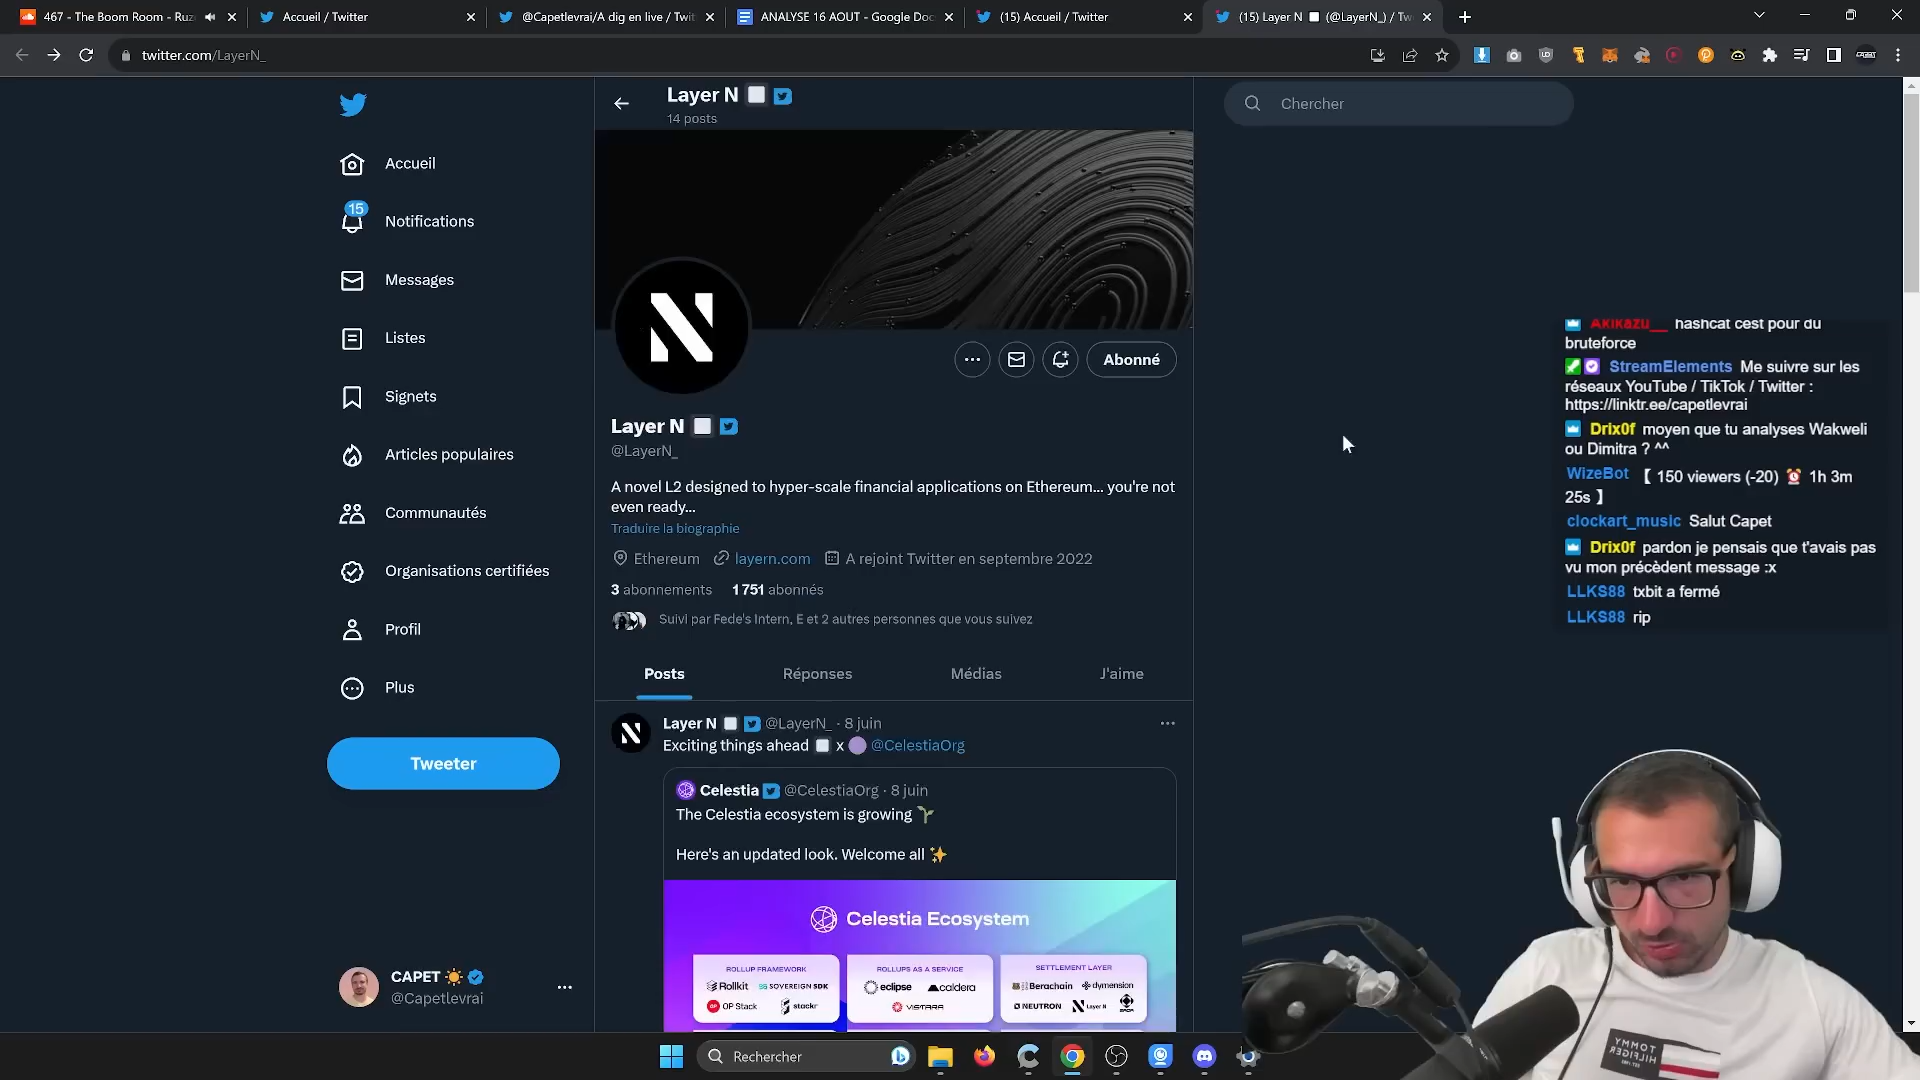 467 - The Boom Room - Ruz
Accueil / Twitter
@Capetlevrai/A dig en live / Twit
ANALYSE 16 AOUT - Google Doc
(15) Accueil / Twitter
(15) Layer N ◻ (@LayerN_) / Tw
twitter.com/LayerN_
Layer N
14 posts
Chercher
Accueil
15
Notifications
Messages
Listes
Signets
Articles populaires
Communautés
Organisations certifiées
Profil
Plus
Tweeter
CAPET
@Capetlevrai
N
Abonné
Layer N
@LayerN_
A novel L2 designed to hyper-scale financial applications on Ethereum... you're not
even ready...
Traduire la biographie
Ethereum layern.com A rejoint Twitter en septembre 2022
3 abonnements 1 751 abonnés
Suivi par Fede's Intern, E et 2 autres personnes que vous suivez
Posts Réponses Médias J'aime
N
Layer N @LayerN_ · 8 juin
Exciting things ahead ◻ x @CelestiaOrg
Celestia @CelestiaOrg · 8 juin
The Celestia ecosystem is growing 🌱
Here's an updated look. Welcome all ✨
Celestia Ecosystem
ROLLUP FRAMEWORK
Rollkit SOVEREIGN SDK
OP OP Stack stackr
ROLLUPS AS A SERVICE
eclipse caldera
VISTARA
SETTLEMENT LAYER
Berachain dymension
NEUTRON Layer N
Akikazu__ hashcat cest pour du
bruteforce
StreamElements Me suivre sur les
réseaux YouTube / TikTok / Twitter :
https://linktr.ee/capetlevrai
Drix0f moyen que tu analyses Wakweli
ou Dimitra ? ^^
WizeBot 【 150 viewers (-20) ⏰ 1h 3m
25s 】
clockart_music Salut Capet
Drix0f pardon je pensais que t'avais pas
vu mon précèdent message :x
LLKS88 txbit a fermé
LLKS88 rip
Rechercher
TOMMY
HILFIGER